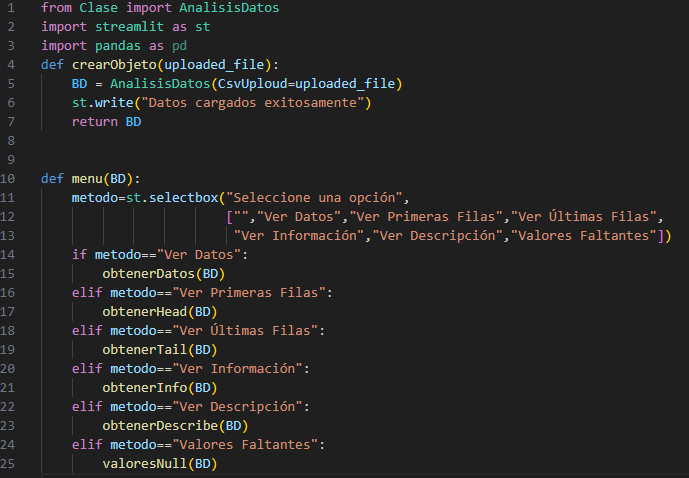 1 from Clase import AnalisisDatos
2 import streamlit as st
3 import pandas as pd
4 def crearObjeto(uploaded_file):
5     BD = AnalisisDatos(CsvUploud=uploaded_file)
6     st.write("Datos cargados exitosamente")
7     return BD
8
9
10 def menu(BD):
11     metodo=st.selectbox("Seleccione una opción",
12                         ["","Ver Datos","Ver Primeras Filas","Ver Últimas Filas",
13                          "Ver Información","Ver Descripción","Valores Faltantes"])
14     if metodo=="Ver Datos":
15         obtenerDatos(BD)
16     elif metodo=="Ver Primeras Filas":
17         obtenerHead(BD)
18     elif metodo=="Ver Últimas Filas":
19         obtenerTail(BD)
20     elif metodo=="Ver Información":
21         obtenerInfo(BD)
22     elif metodo=="Ver Descripción":
23         obtenerDescribe(BD)
24     elif metodo=="Valores Faltantes":
25         valoresNull(BD)